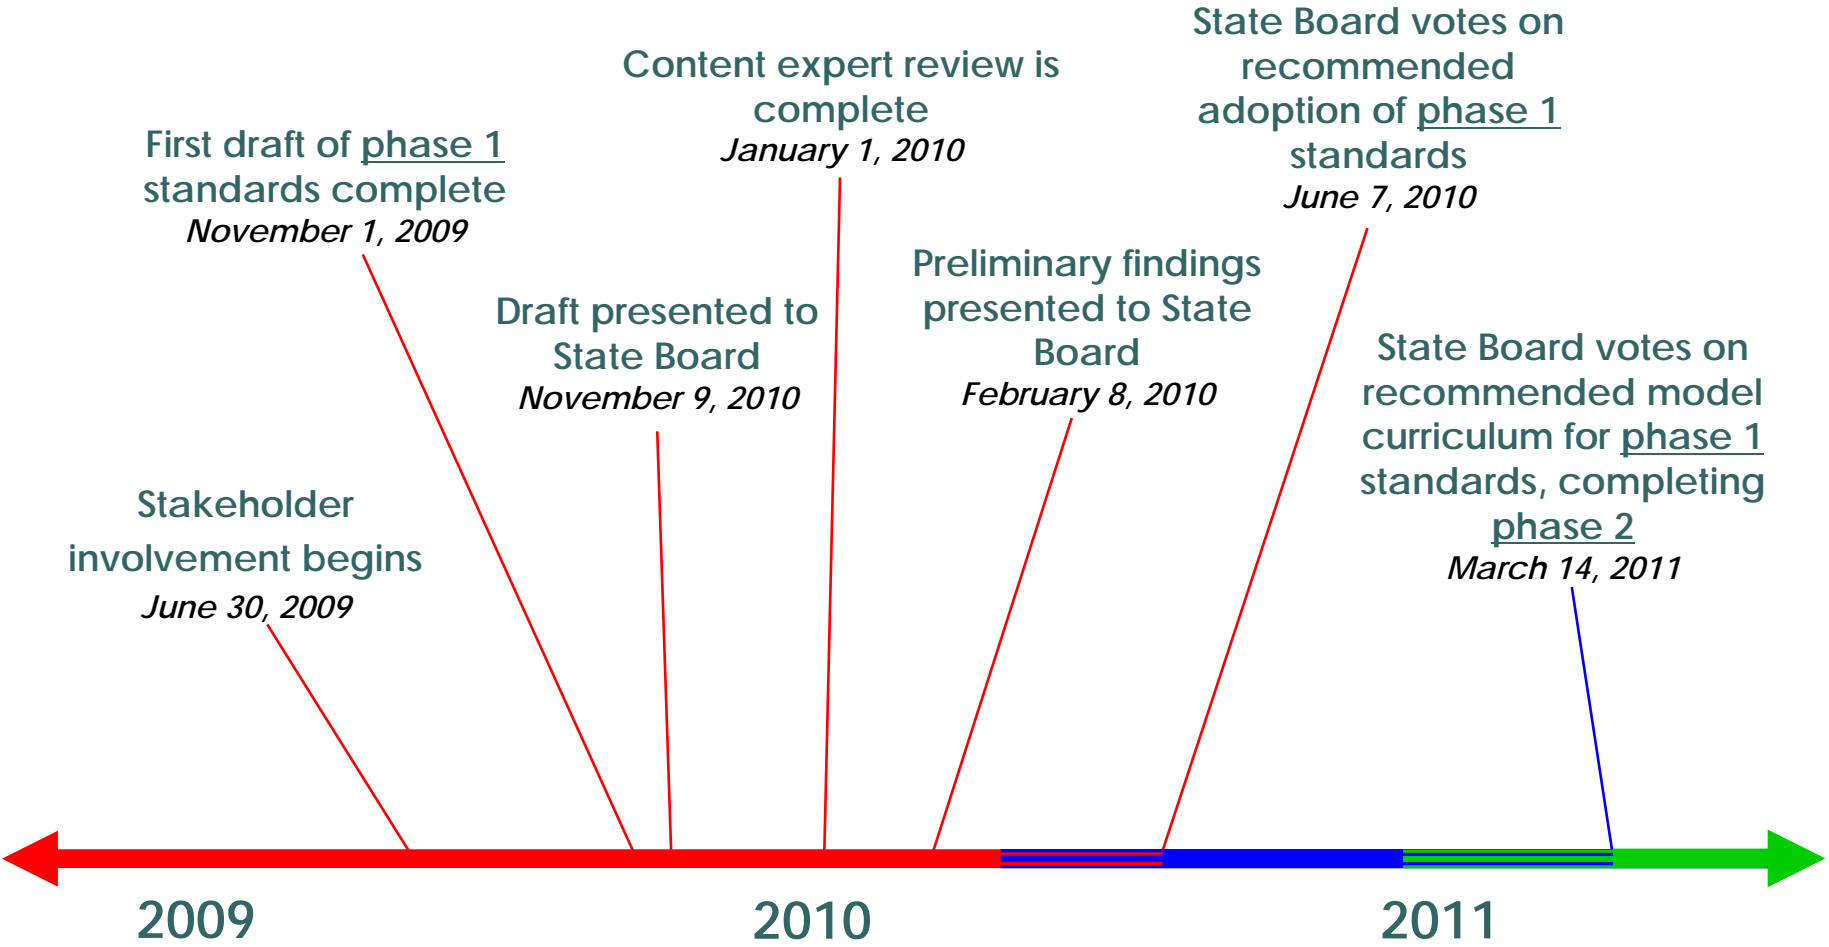 First draft of phase 1
standards complete
November 1, 2009
Content expert review is
complete
January 1, 2010
State Board votes on
recommended
adoption of phase 1
standards
June 7, 2010
Draft presented to
State Board
November 9, 2010
Preliminary findings
presented to State
Board
February 8, 2010
State Board votes on
recommended model
curriculum for phase 1
standards, completing
phase 2
March 14, 2011
Stakeholder
involvement begins
June 30, 2009
2009
2010
2011